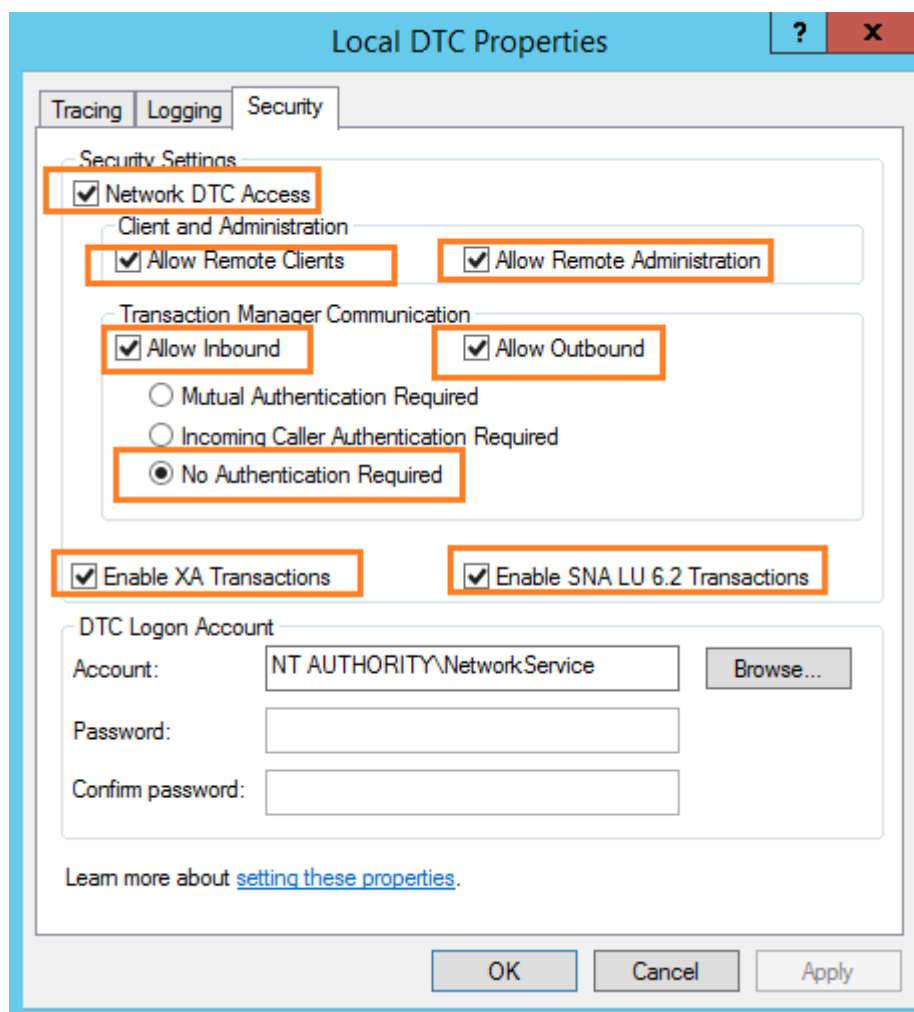 Local DTC Properties ? x
Tracing Logging Security
Security Settings
Network DTC Access
Client and Administration
Allow Remote Clients Allow Remote Administration
Transaction Manager Communication
Allow Inbound Allow Outbound
Mutual Authentication Required
Incoming Caller Authentication Required
No Authentication Required
Enable XA Transactions Enable SNA LU 6.2 Transactions
DTC Logon Account
Account: NT AUTHORITY\NetworkService Browse...
Password:
Confirm password:
Learn more about setting these properties.
OK Cancel Apply